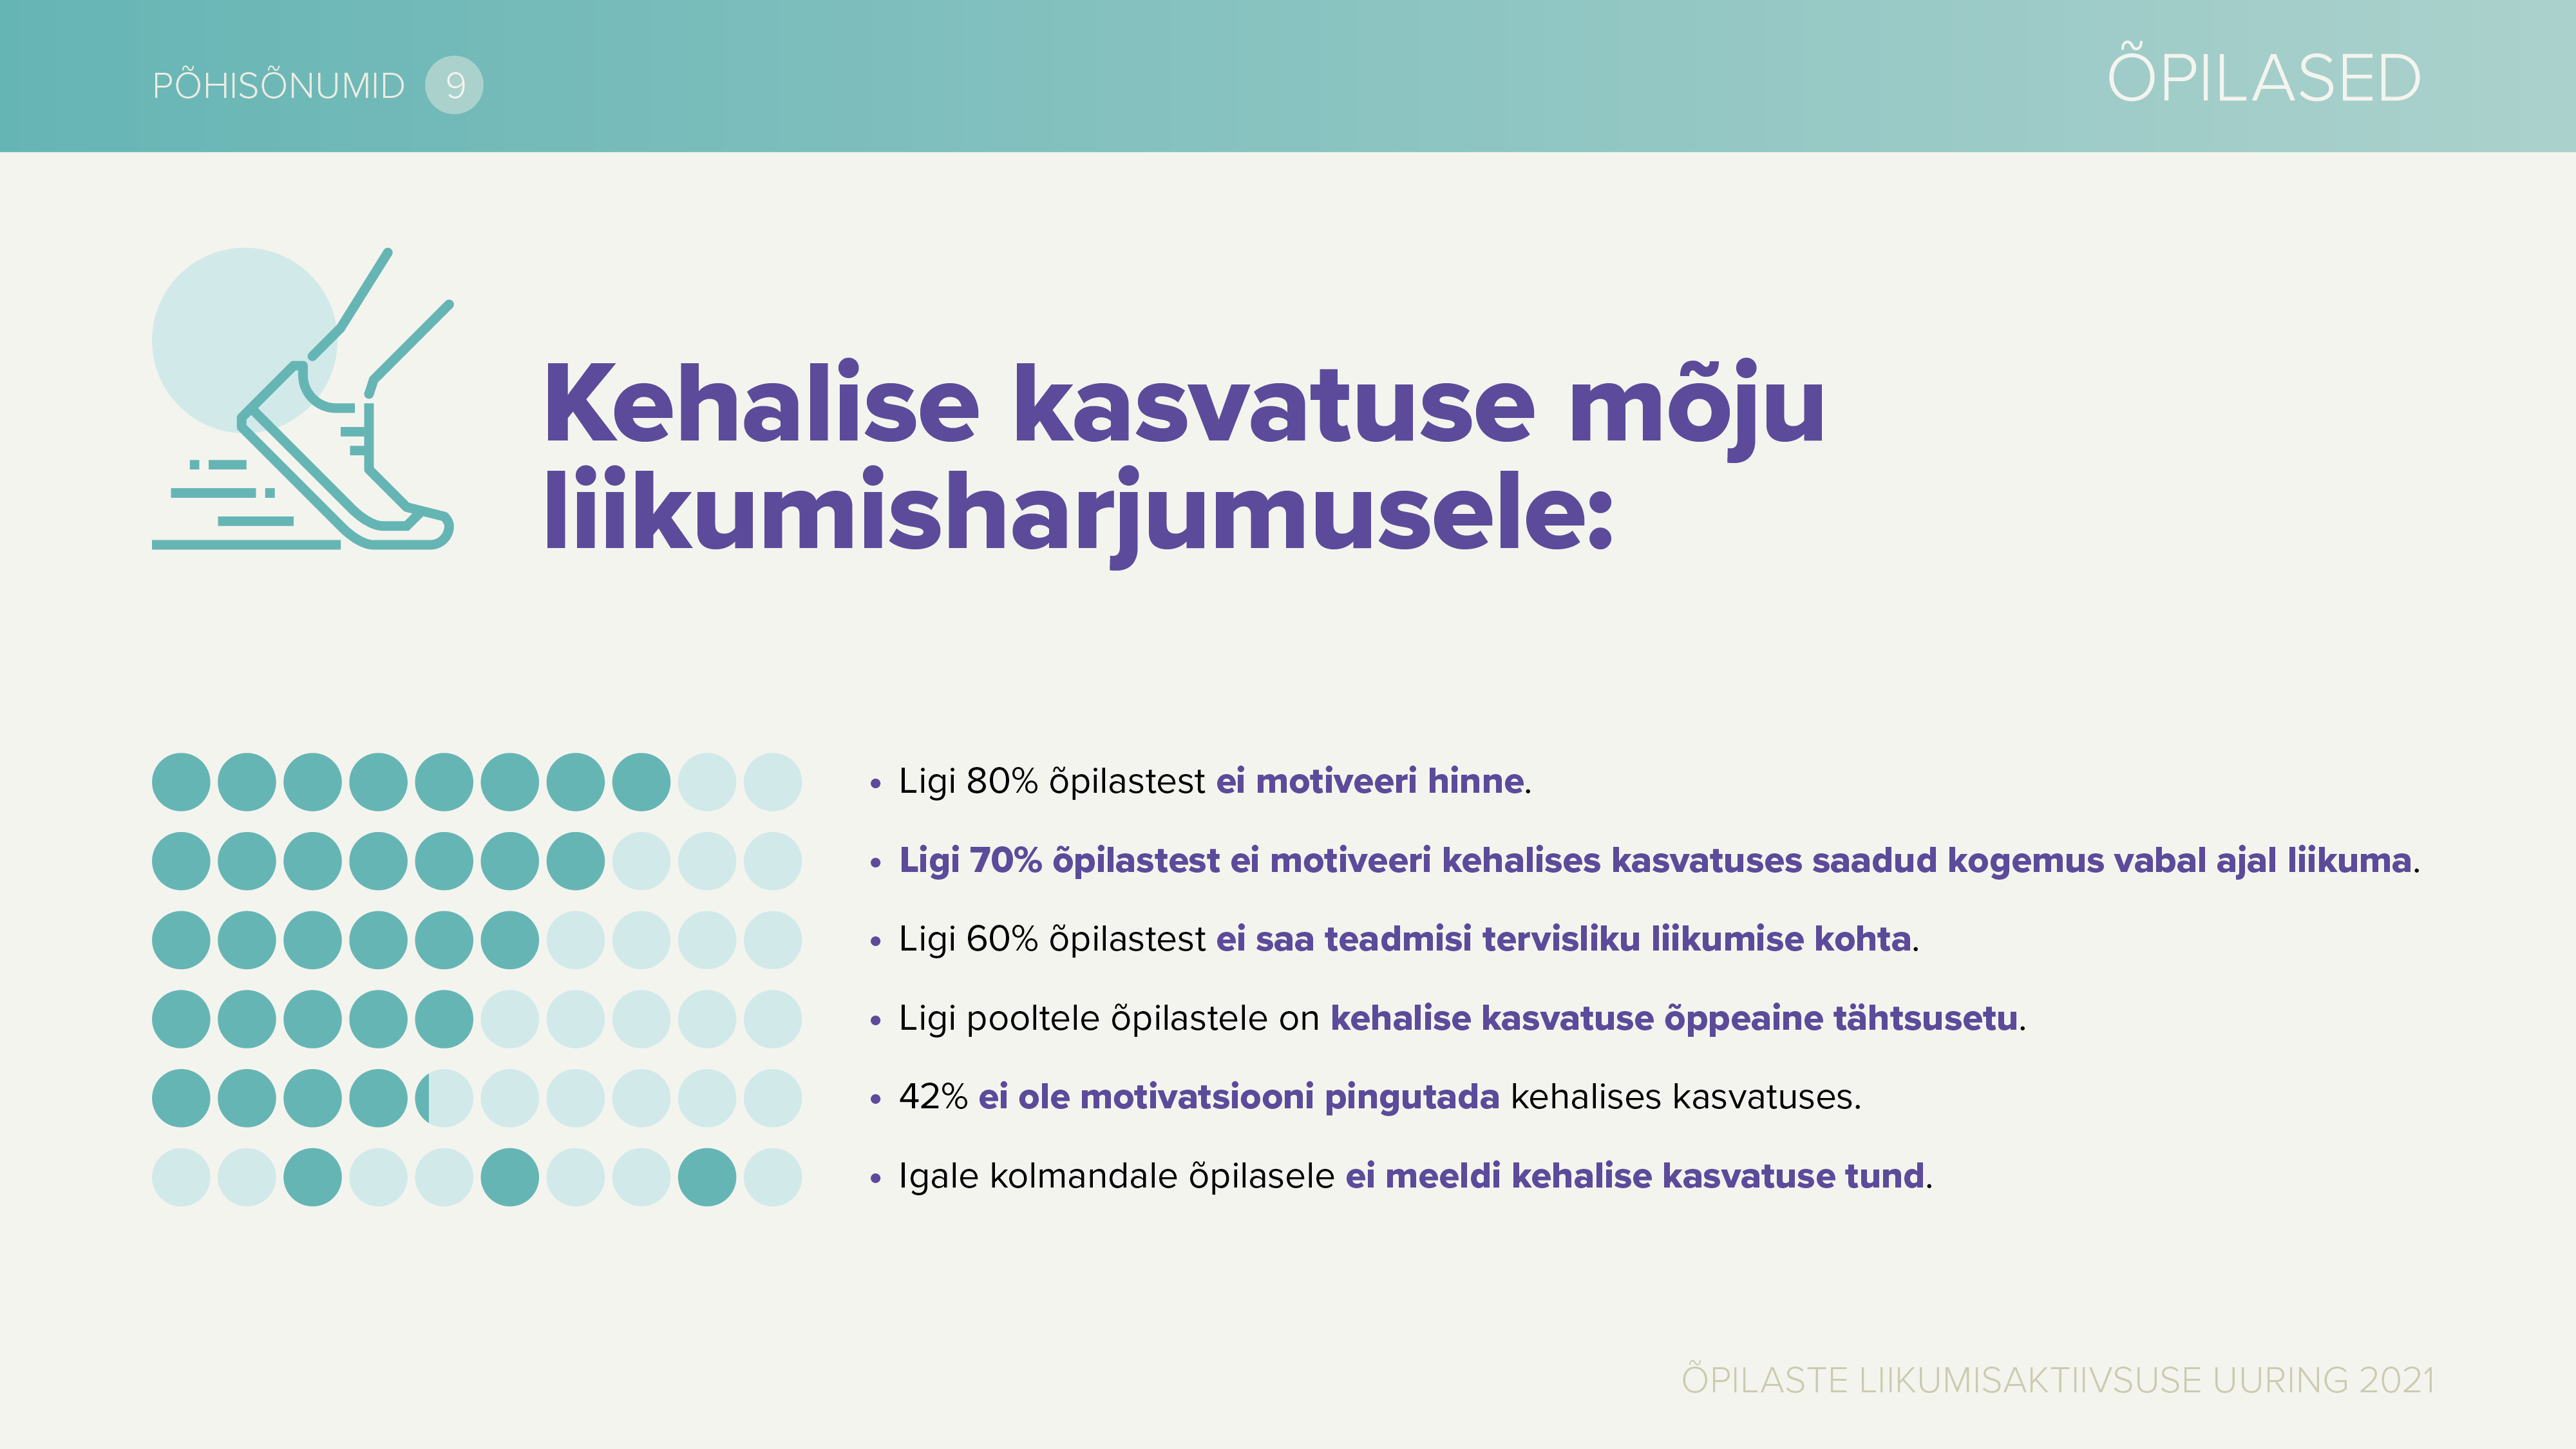 PÕHISÕNUMID 9
ÕPILASED
Kehalise kasvatuse mõju
liikumisharjumusele:
• Ligi 80% õpilastest ei motiveeri hinne.
• Ligi 70% õpilastest ei motiveeri kehalises kasvatuses saadud kogemus vabal ajal liikuma.
• Ligi 60% õpilastest ei saa teadmisi tervisliku liikumise kohta.
• Ligi pooltele õpilastele on kehalise kasvatuse õppeaine tähtsusetu.
• 42% ei ole motivatsiooni pingutada kehalises kasvatuses.
• Igale kolmandale õpilasele ei meeldi kehalise kasvatuse tund.
ÕPILASTE LIIKUMISAKTIIVSUSE UURING 2021